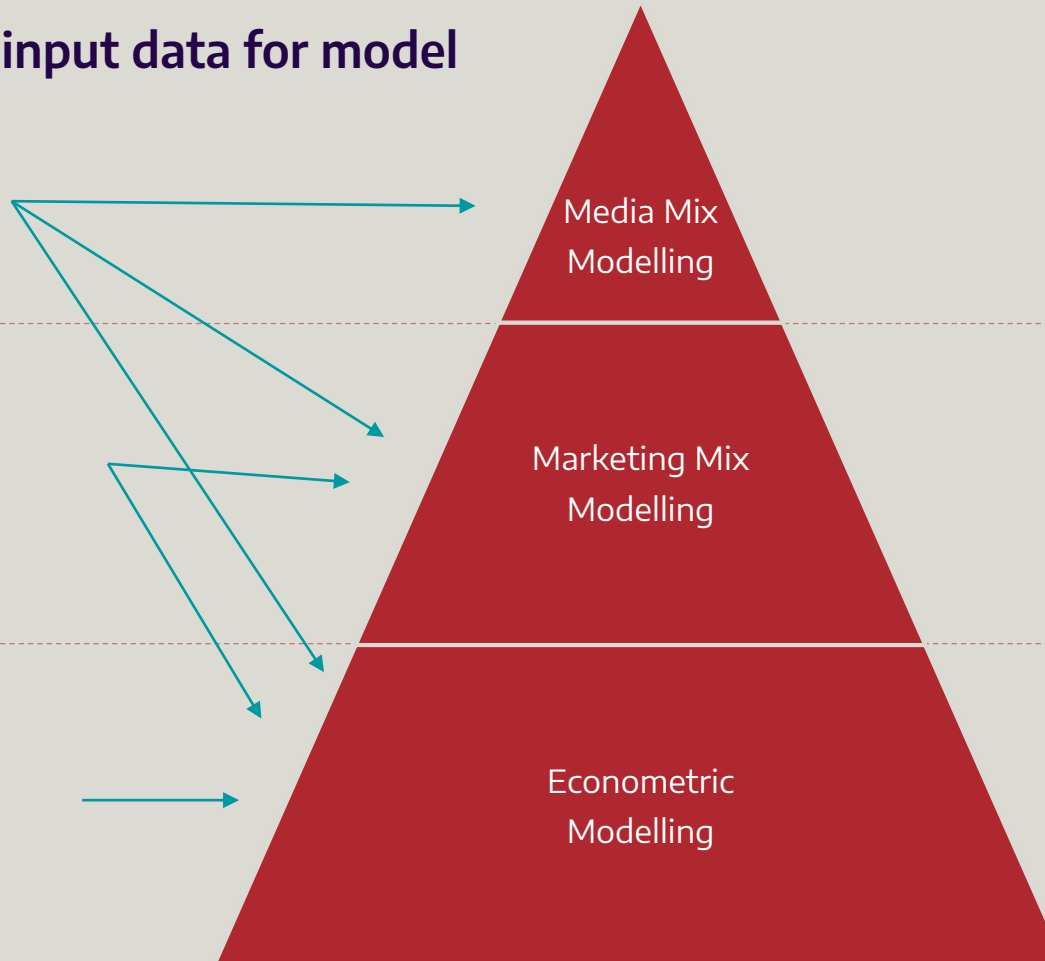 input data for model
Media Mix
Modelling
Marketing Mix
Modelling
Econometric
Modelling